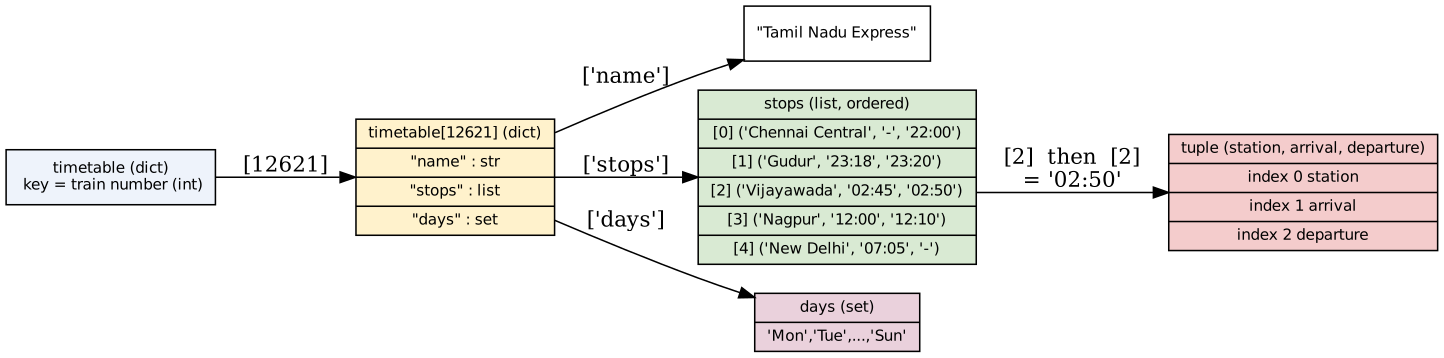 timetable (dict)
key = train number (int)
[12621]
timetable[12621] (dict)
"name" : str
"stops" : list
"days" : set
['name']
['stops']
['days']
"Tamil Nadu Express"
stops (list, ordered)
[0] ('Chennai Central', '-', '22:00')
[1] ('Gudur', '23:18', '23:20')
[2] ('Vijayawada', '02:45', '02:50')
[3] ('Nagpur', '12:00', '12:10')
[4] ('New Delhi', '07:05', '-')
days (set)
'Mon','Tue',...,'Sun'
[2]  then  [2]
= '02:50'
tuple (station, arrival, departure)
index 0 station
index 1 arrival
index 2 departure